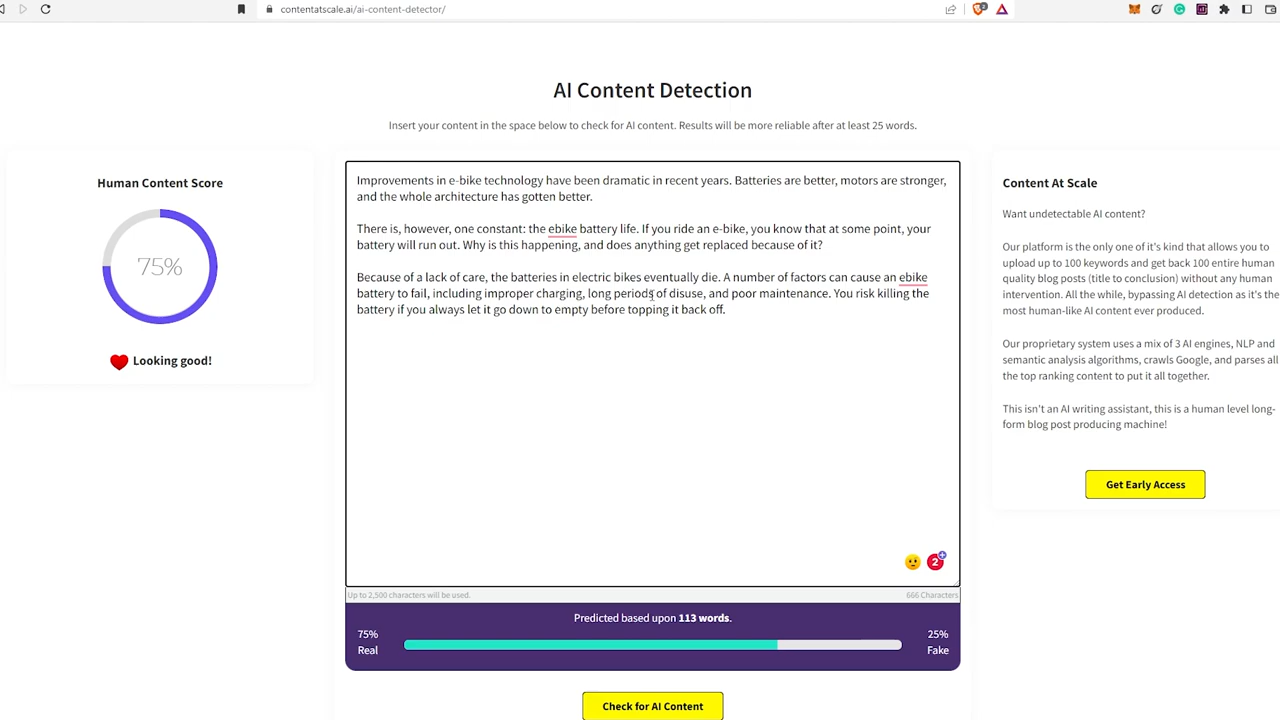 contentatscale.ai/ai-content-detector/
2
AI Content Detection
Insert your content in the space below to check for AI content. Results will be more reliable after at least 25 words.
Human Content Score
75%
Looking good!
Improvements in e-bike technology have been dramatic in recent years. Batteries are better, motors are stronger,
and the whole architecture has gotten better.
There is, however, one constant: the ebike battery life. If you ride an e-bike, you know that at some point, your
battery will run out. Why is this happening, and does anything get replaced because of it?
Because of a lack of care, the batteries in electric bikes eventually die. A number of factors can cause an ebike
battery to fail, including improper charging, long periods of disuse, and poor maintenance. You risk killing the
battery if you always let it go down to empty before topping it back off.
2
Up to 2,500 characters will be used.
666 Characters
Predicted based upon 113 words.
75%
Real
25%
Fake
Check for AI Content
Content At Scale
Want undetectable AI content?
Our platform is the only one of it's kind that allows you to
upload up to 100 keywords and get back 100 entire human
quality blog posts (title to conclusion) without any human
intervention. All the while, bypassing AI detection as it's the
most human-like AI content ever produced.
Our proprietary system uses a mix of 3 AI engines, NLP and
semantic analysis algorithms, crawls Google, and parses all
the top ranking content to put it all together.
This isn't an AI writing assistant, this is a human level long-
form blog post producing machine!
Get Early Access